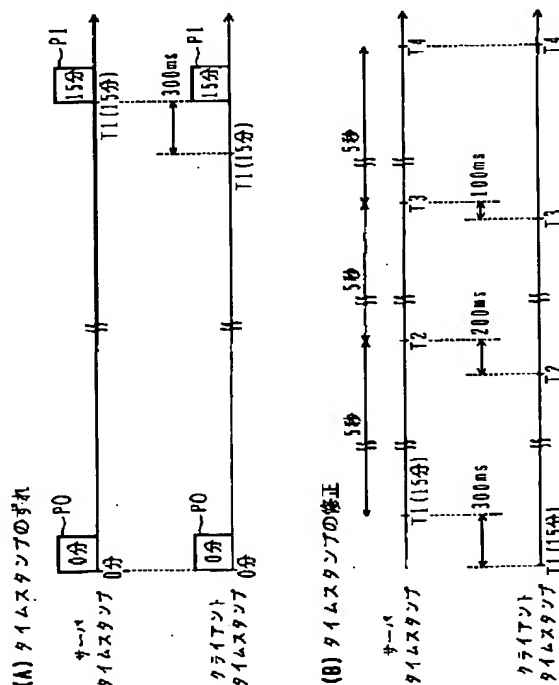 (A) タイムスタンプのずれ
サーバ
タイムスタンプ
0分
P0
0分
15分
P1
T1(15分)
クライアント
タイムスタンプ
0分
P0
0分
T1(15分)
300ms
15分
P1
(B) タイムスタンプの修正
5秒
5秒
5秒
サーバ
タイムスタンプ
T1(15分)
T2
T3
T4
300ms
200ms
100ms
クライアント
タイムスタンプ
T1(15分)
T2
T3
T4